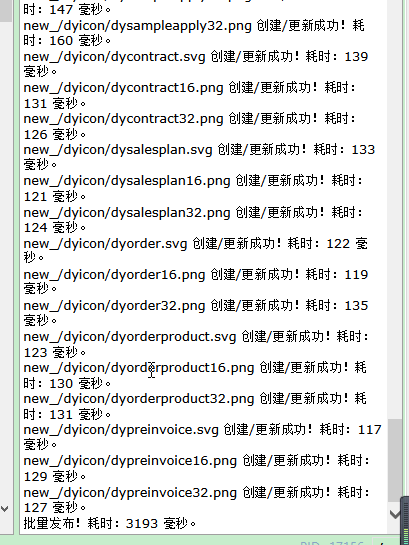 时：147 毫秒。
new_/dyicon/dysampleapply32.png 创建/更新成功！耗
时：160 毫秒。
new_/dyicon/dycontract.svg 创建/更新成功！耗时：139
毫秒。
new_/dyicon/dycontract16.png 创建/更新成功！耗时：
131 毫秒。
new_/dyicon/dycontract32.png 创建/更新成功！耗时：
126 毫秒。
new_/dyicon/dysalesplan.svg 创建/更新成功！耗时：133
毫秒。
new_/dyicon/dysalesplan16.png 创建/更新成功！耗时：
121 毫秒。
new_/dyicon/dysalesplan32.png 创建/更新成功！耗时：
124 毫秒。
new_/dyicon/dyorder.svg 创建/更新成功！耗时：122 毫
秒。
new_/dyicon/dyorder16.png 创建/更新成功！耗时：119
毫秒。
new_/dyicon/dyorder32.png 创建/更新成功！耗时：135
毫秒。
new_/dyicon/dyorderproduct.svg 创建/更新成功！耗时：
123 毫秒。
new_/dyicon/dyorderproduct16.png 创建/更新成功！耗
时：130 毫秒。
new_/dyicon/dyorderproduct32.png 创建/更新成功！耗
时：131 毫秒。
new_/dyicon/dypreinvoice.svg 创建/更新成功！耗时：117
毫秒。
new_/dyicon/dypreinvoice16.png 创建/更新成功！耗时：
129 毫秒。
new_/dyicon/dypreinvoice32.png 创建/更新成功！耗时：
127 毫秒。
批量发布！耗时：3193 毫秒。